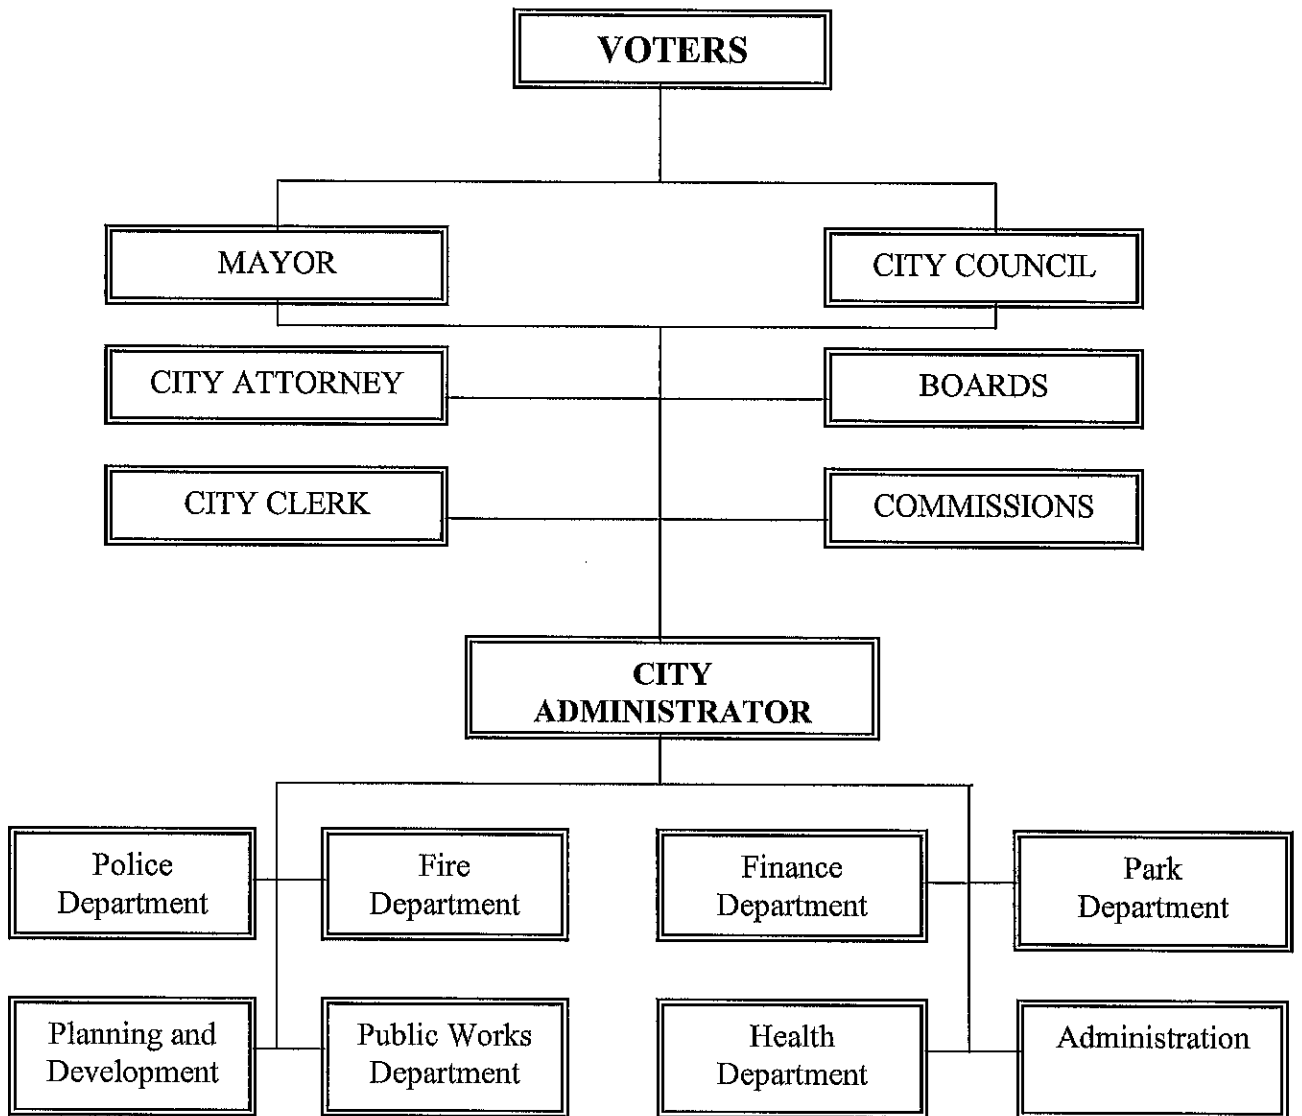 VOTERS
MAYOR
CITY COUNCIL
CITY ATTORNEY
BOARDS
CITY CLERK
COMMISSIONS
CITY
ADMINISTRATOR
Police
Department
Fire
Department
Finance
Department
Park
Department
Planning and
Development
Public Works
Department
Health
Department
Administration